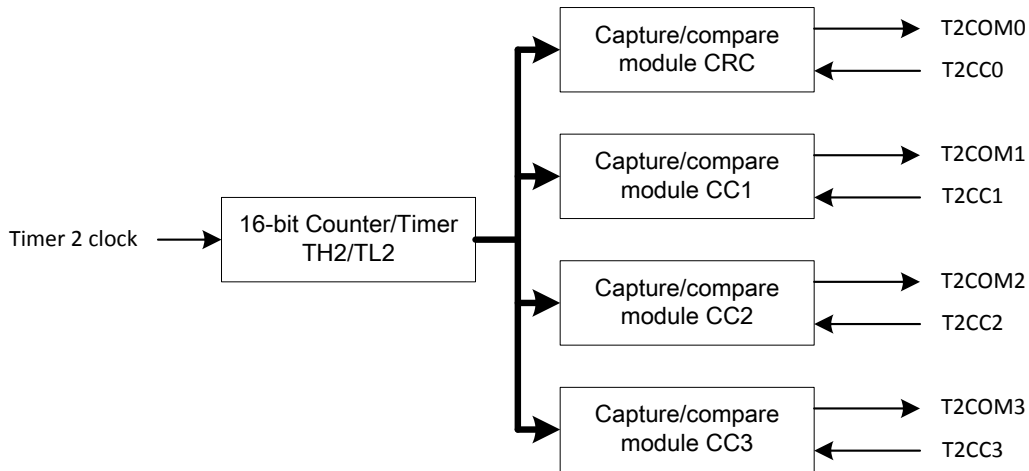 Capture/compare
module CRC
T2COM0
T2CC0
Capture/compare
module CC1
T2COM1
T2CC1
Timer 2 clock
16-bit Counter/Timer
TH2/TL2
Capture/compare
module CC2
T2COM2
T2CC2
Capture/compare
module CC3
T2COM3
T2CC3